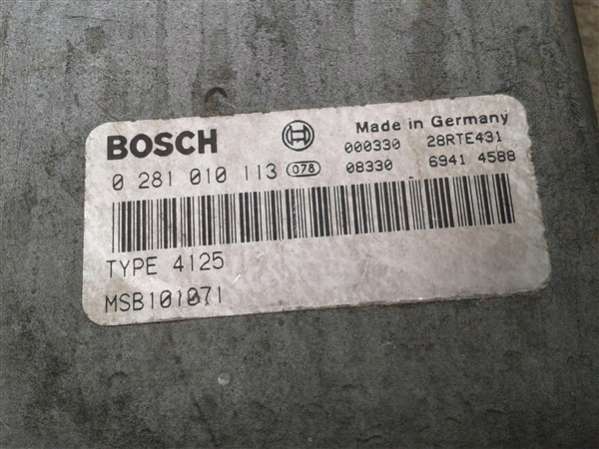 BOSCH
Made in Germany
000330 28RTE431
0 281 010 113 078 08330 6941 4588
TYPE 4125
MSB101071